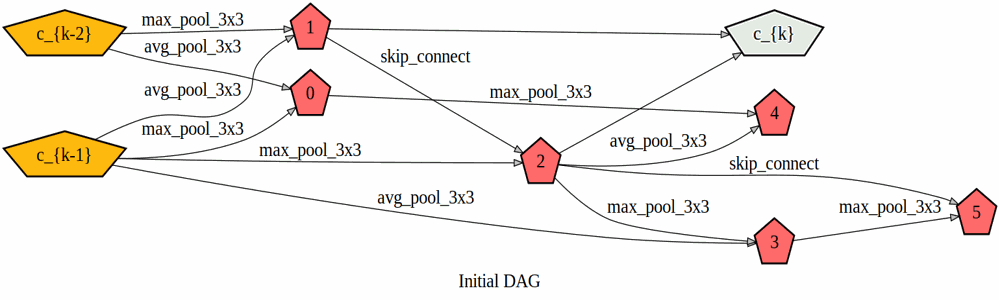 c_{k-2}
max_pool_3x3
1
c_{k}
avg_pool_3x3
skip_connect
avg_pool_3x3
0
max_pool_3x3
4
max_pool_3x3
avg_pool_3x3
c_{k-1}
max_pool_3x3
2
skip_connect
avg_pool_3x3
max_pool_3x3
max_pool_3x3
5
3
Initial DAG